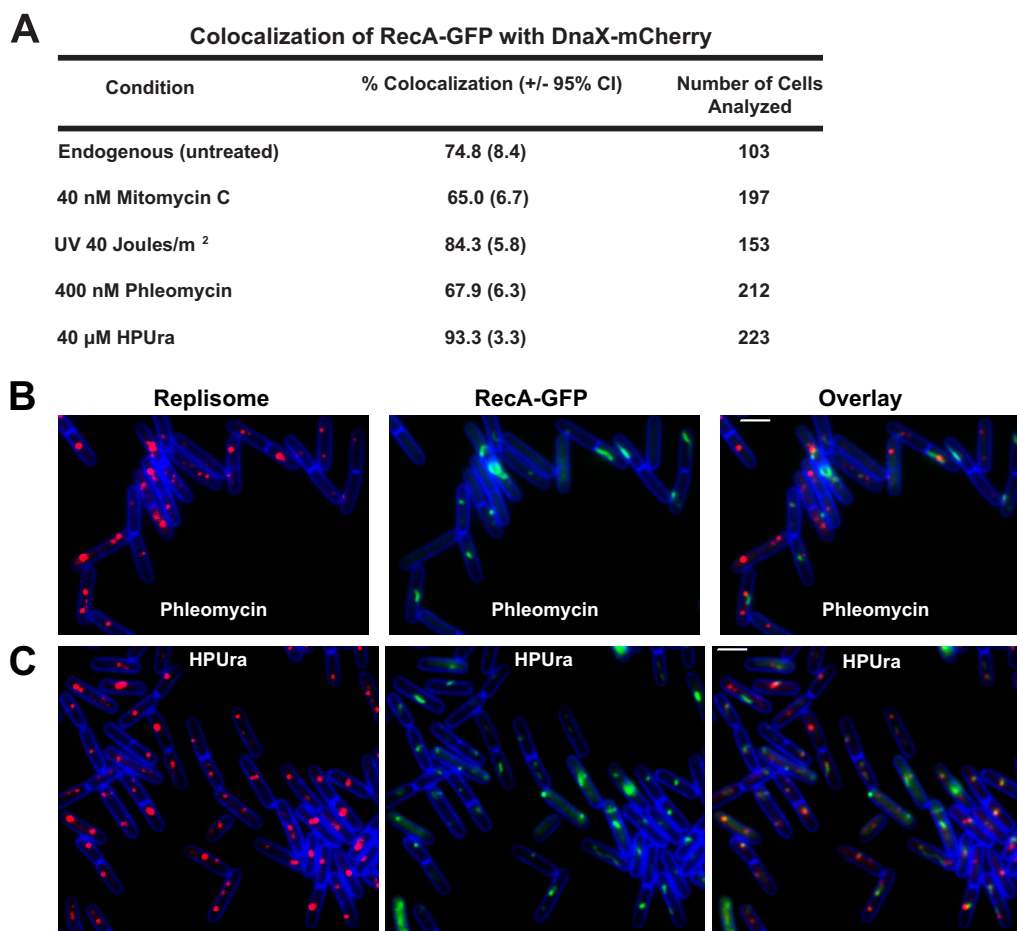 A
Colocalization of RecA-GFP with DnaX-mCherry
Condition % Colocalization (+/- 95% CI) Number of Cells Analyzed
Endogenous (untreated) 74.8 (8.4) 103
40 nM Mitomycin C 65.0 (6.7) 197
UV 40 Joules/m ² 84.3 (5.8) 153
400 nM Phleomycin 67.9 (6.3) 212
40 µM HPUra 93.3 (3.3) 223
B
Replisome RecA-GFP Overlay
Phleomycin Phleomycin Phleomycin
C
HPUra HPUra HPUra